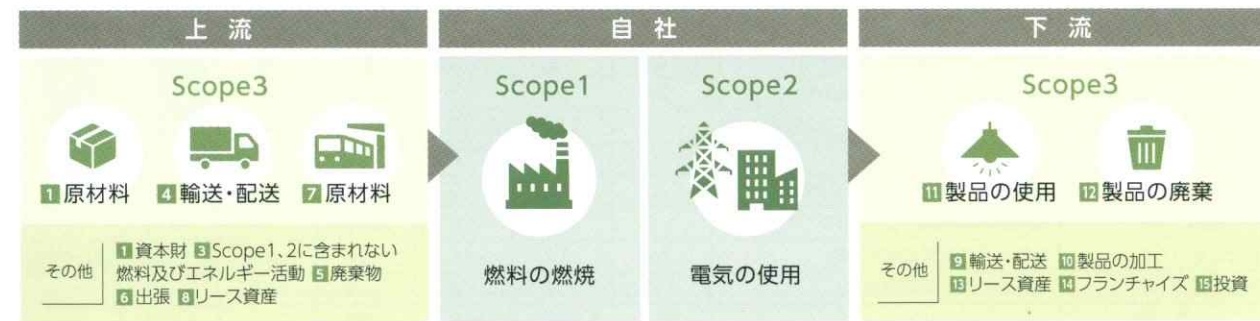 上流
Scope3
1 原材料 4 輸送・配送 7 原材料
その他
1 資本財 3 Scope1、2に含まれない
燃料及びエネルギー活動 5 廃棄物
6 出張 8 リース資産
自社
Scope1
燃料の燃焼
Scope2
電気の使用
下流
Scope3
11 製品の使用 12 製品の廃棄
その他
9 輸送・配送 10 製品の加工
13 リース資産 14 フランチャイズ 15 投資